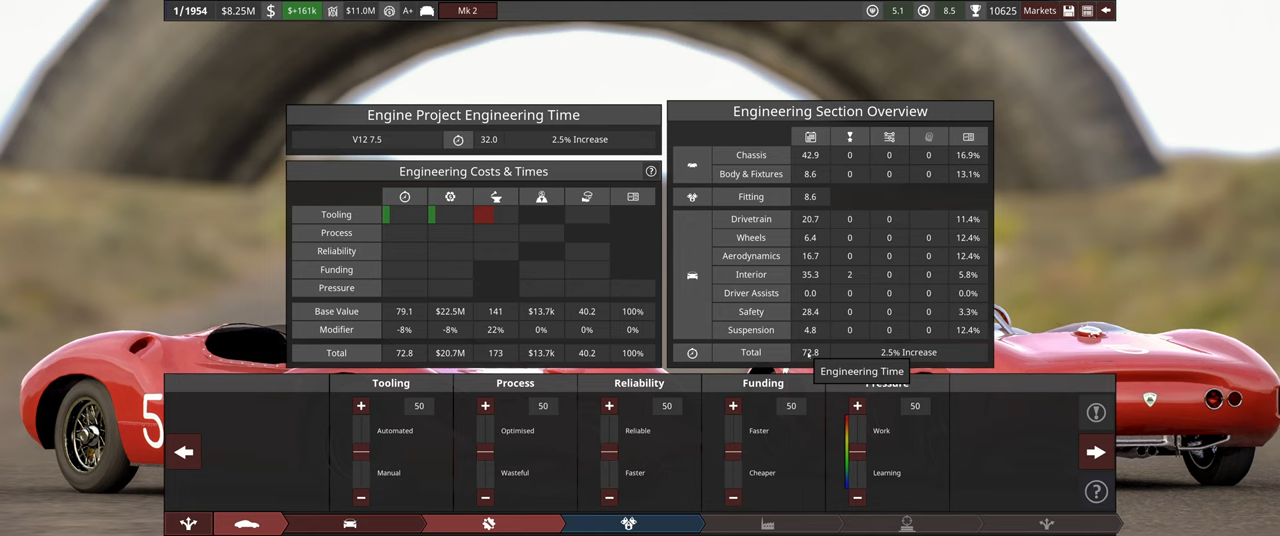 1/1954 $8.25M $+161k $11.0M A+ Mk 2 5.1 8.5 10625 Markets
Engine Project Engineering Time
V12 7.5 32.0 2.5% Increase
Engineering Costs & Times ?
Tooling
Process
Reliability
Funding
Pressure
Base Value 79.1 $22.5M 141 $13.7k 40.2 100%
Modifier -8% -8% 22% 0% 0% 0%
Total 72.8 $20.7M 173 $13.7k 40.2 100%
Engineering Section Overview
Chassis 42.9 0 0 0 16.9%
Body & Fixtures 8.6 0 0 0 13.1%
Fitting 8.6
Drivetrain 20.7 0 0 0 11.4%
Wheels 6.4 0 0 0 12.4%
Aerodynamics 16.7 0 0 0 12.4%
Interior 35.3 2 0 0 5.8%
Driver Assists 0.0 0 0 0 0.0%
Safety 28.4 0 0 0 3.3%
Suspension 4.8 0 0 0 12.4%
Total 72.8 2.5% Increase
Engineering Time
5
Tooling Process Reliability Funding Pressure
+ 50 + 50 + 50 + 50 + 50
Automated Optimised Reliable Faster Work
Manual Wasteful Faster Cheaper Learning
?